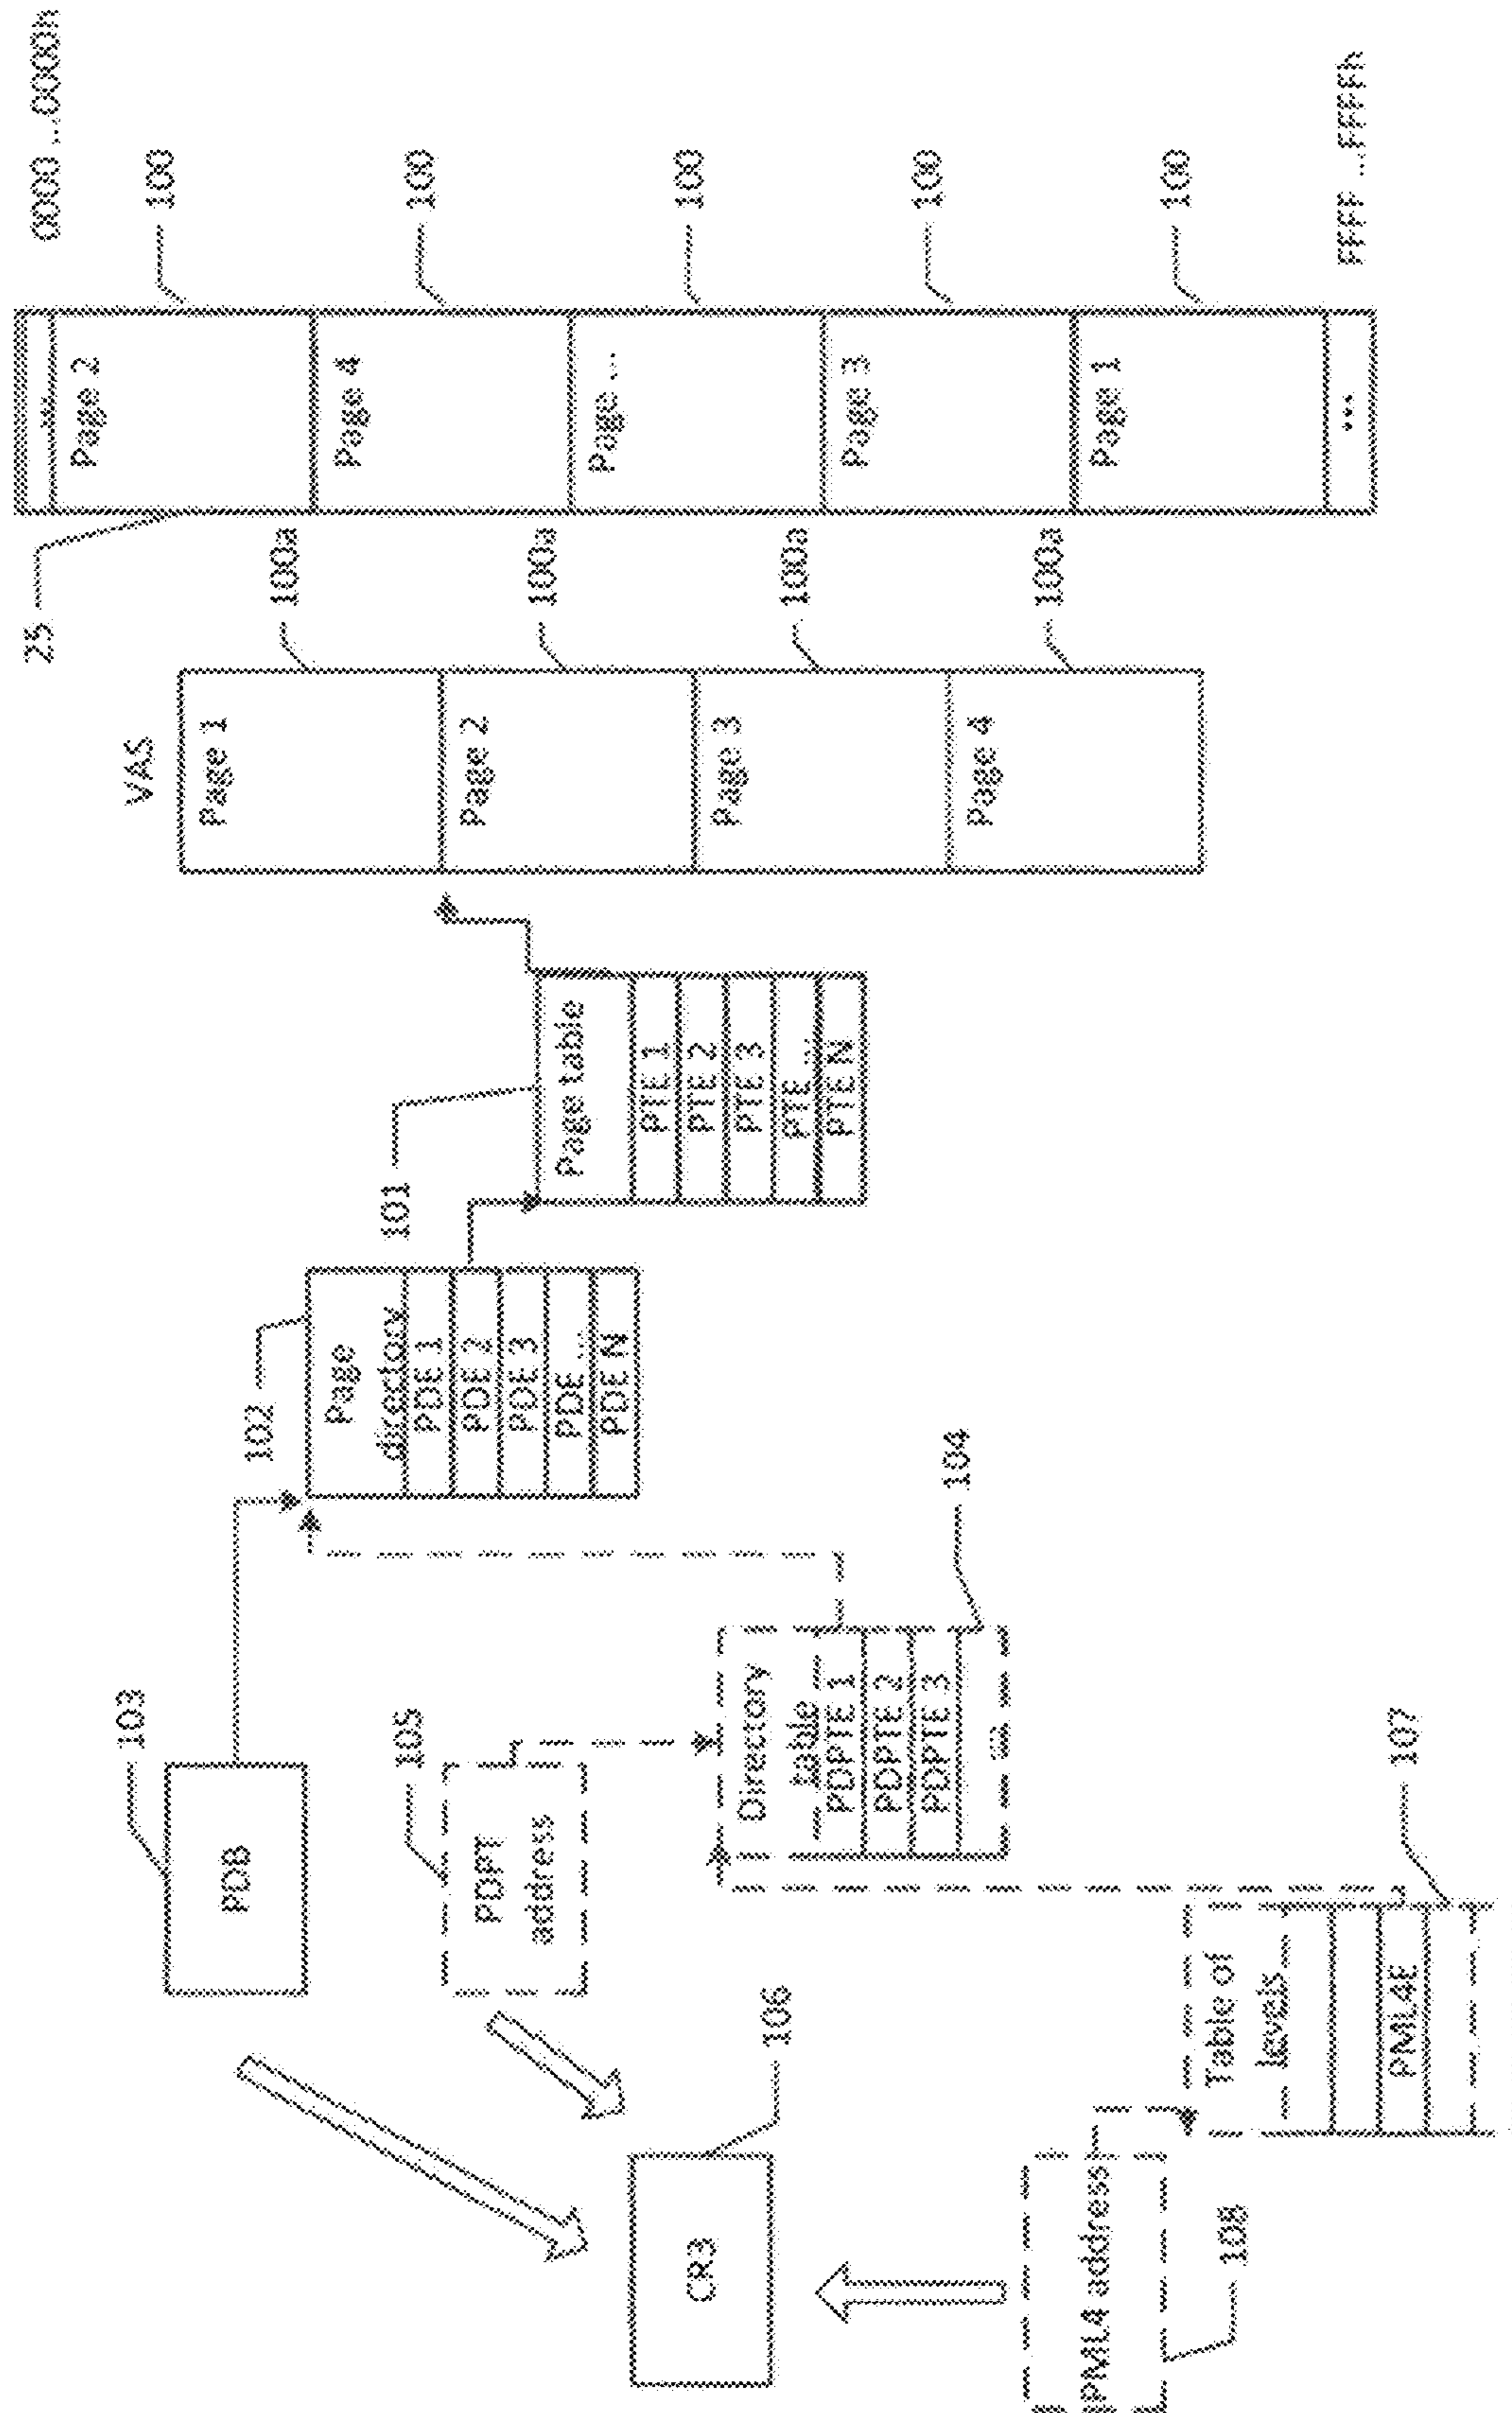 0000 ...0000h
25
VAS
...
Page 2
100
Page 4
100
Page ...
100
Page 3
100
Page 1
100
...
FFFF ...FFFFh
Page 1
100a
Page 2
100a
Page 3
100a
Page 4
100a
101
Page table
PTE 1
PTE 2
PTE 3
PTE ...
PTE N
102
Page
directory
PDE 1
PDE 2
PDE 3
PDE ...
PDE N
103
PDB
105
PDPT
address
104
Directory
table
PDPTE 1
PDPTE 2
PDPTE 3
106
CR3
107
Table of
levels
PML4E
PML4 address
108